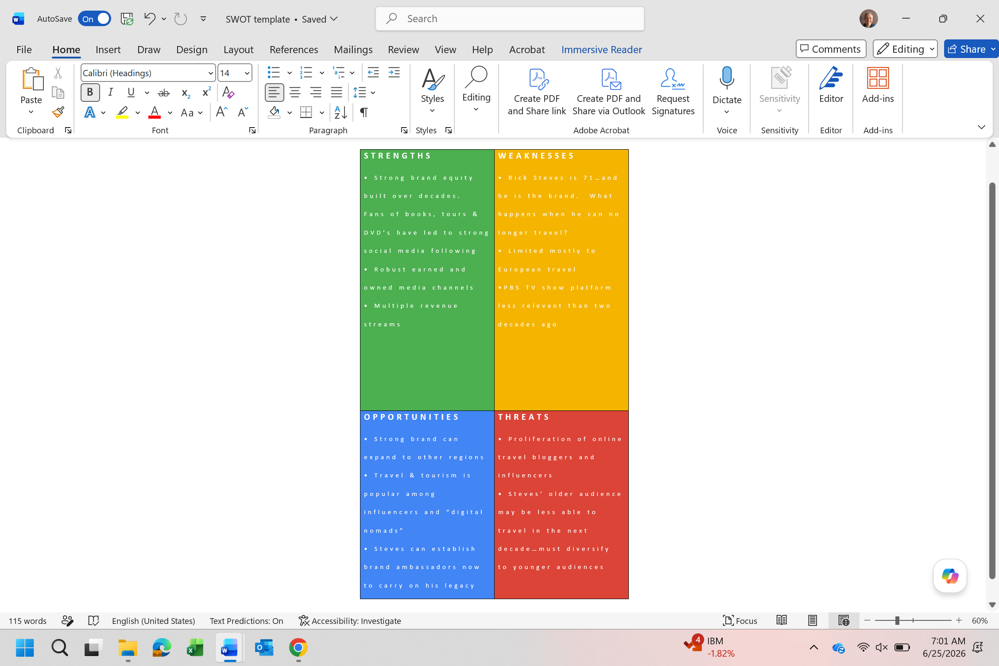 AutoSave On SWOT template • Saved Search
File Home Insert Draw Design Layout References Mailings Review View Help Acrobat Immersive Reader Comments Editing Share
Calibri (Headings) 14
Paste
Styles
Editing
Create PDF
and Share link
Create PDF and
Share via Outlook
Request
Signatures
Dictate
Sensitivity
Editor
Add-ins
Clipboard Font Paragraph Styles Adobe Acrobat Voice Sensitivity Editor Add-ins
STRENGTHS
• Strong brand equity
built over decades.
Fans of books, tours &
DVD’s have led to strong
social media following
• Robust earned and
owned media channels
• Multiple revenue
streams
WEAKNESSES
• Rick Steves is 71…and
he is the brand.  What
happens when he can no
longer travel?
• Limited mostly to
European travel
•PBS TV show platform
less relevant than two
decades ago
OPPORTUNITIES
• Strong brand can
expand to other regions
• Travel & tourism is
popular among
influencers and “digital
nomads”
• Steves can establish
brand ambassadors now
to carry on his legacy
THREATS
• Proliferation of online
travel bloggers and
influencers
• Steves’ older audience
may be less able to
travel in the next
decade…must diversify
to younger audiences
115 words English (United States) Text Predictions: On Accessibility: Investigate Focus 60%
4 IBM
-1.82%
7:01 AM
6/25/2026